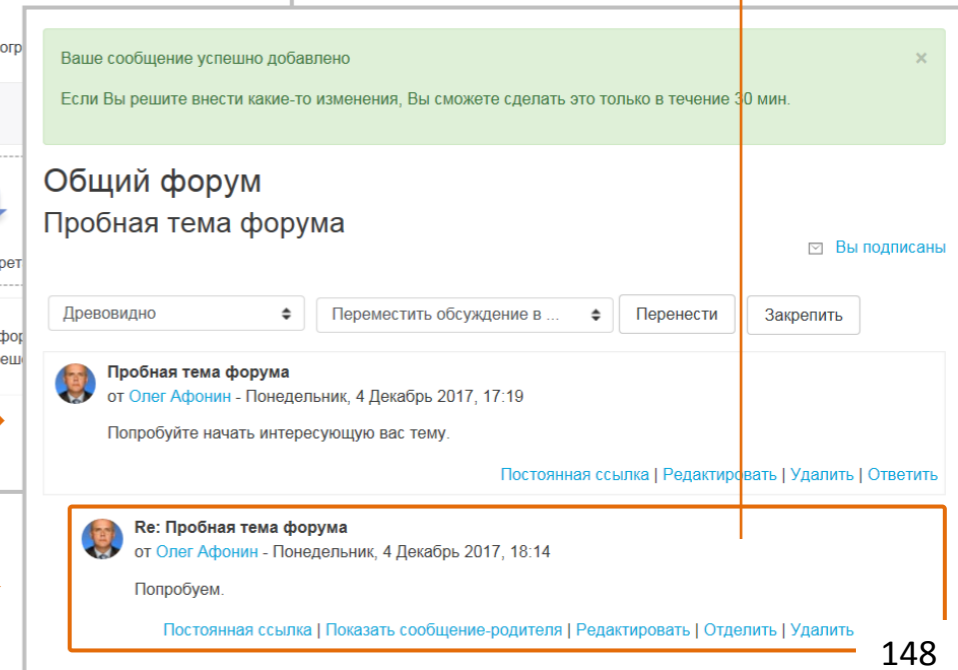 Ваше сообщение успешно добавлено ×
Если Вы решите внести какие-то изменения, Вы сможете сделать это только в течение 30 мин.
Общий форум
Пробная тема форума
Вы подписаны
Древовидно
Переместить обсуждение в ...
Перенести
Закрепить
Пробная тема форума
от Олег Афонин - Понедельник, 4 Декабрь 2017, 17:19
Попробуйте начать интересующую вас тему.
Постоянная ссылка | Редактировать | Удалить | Ответить
Re: Пробная тема форума
от Олег Афонин - Понедельник, 4 Декабрь 2017, 18:14
Попробуем.
Постоянная ссылка | Показать сообщение-родителя | Редактировать | Отделить | Удалить
148